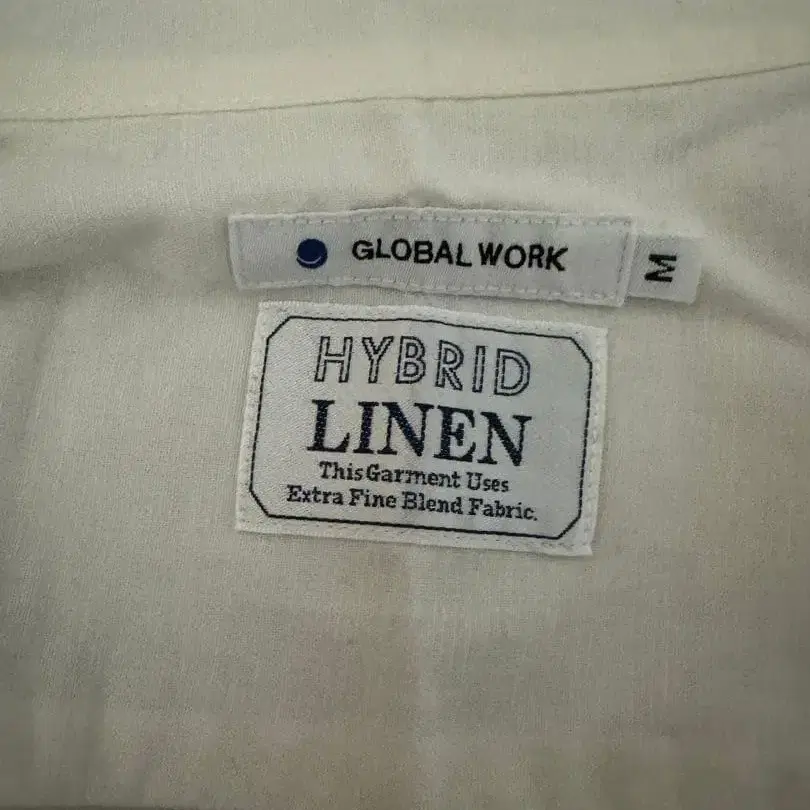 GLOBAL WORK
M
HYBRID
LINEN
This Garment Uses
Extra Fine Blend Fabric.